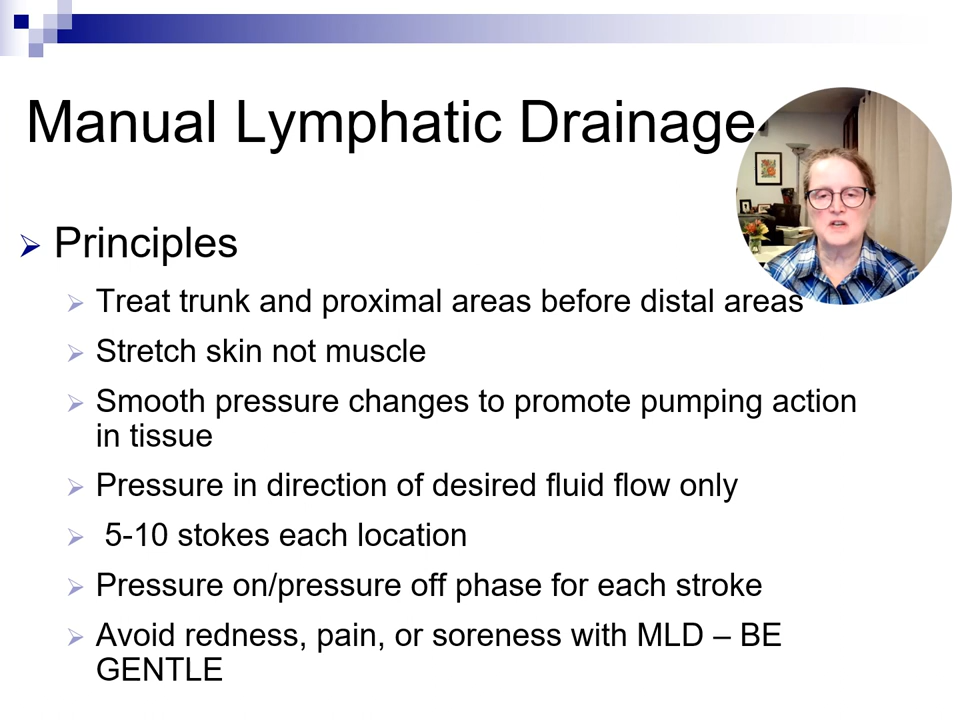 Manual Lymphatic Drainage
Principles
Treat trunk and proximal areas before distal areas
Stretch skin not muscle
Smooth pressure changes to promote pumping action
in tissue
Pressure in direction of desired fluid flow only
5-10 stokes each location
Pressure on/pressure off phase for each stroke
Avoid redness, pain, or soreness with MLD – BE
GENTLE